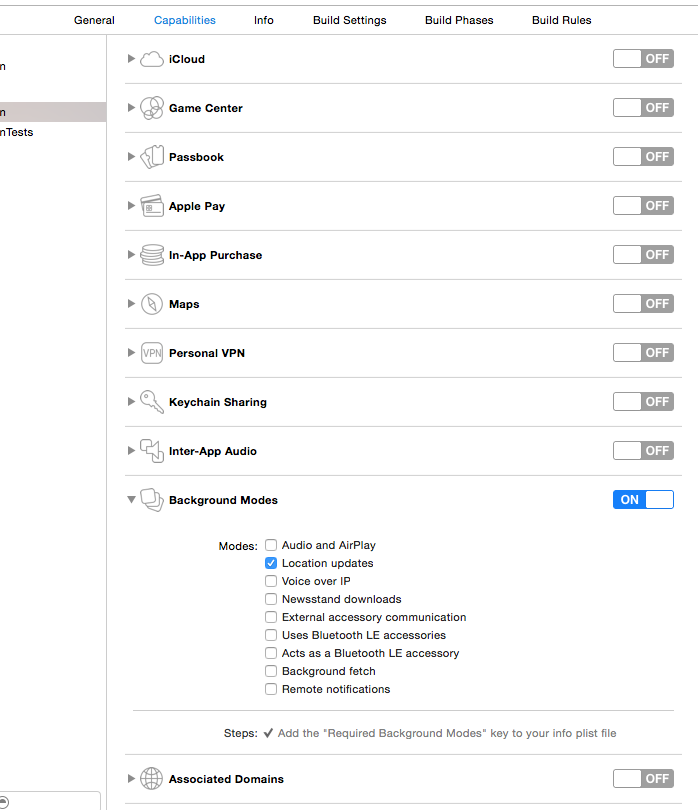 General Capabilities Info Build Settings Build Phases Build Rules
n
iCloud OFF
n
Game Center OFF
nTests
Passbook OFF
Apple Pay OFF
In-App Purchase OFF
Maps OFF
VPN Personal VPN OFF
Keychain Sharing OFF
Inter-App Audio OFF
Background Modes ON
Modes: Audio and AirPlay
Location updates
Voice over IP
Newsstand downloads
External accessory communication
Uses Bluetooth LE accessories
Acts as a Bluetooth LE accessory
Background fetch
Remote notifications
Steps: ✔ Add the "Required Background Modes" key to your info plist file
Associated Domains OFF